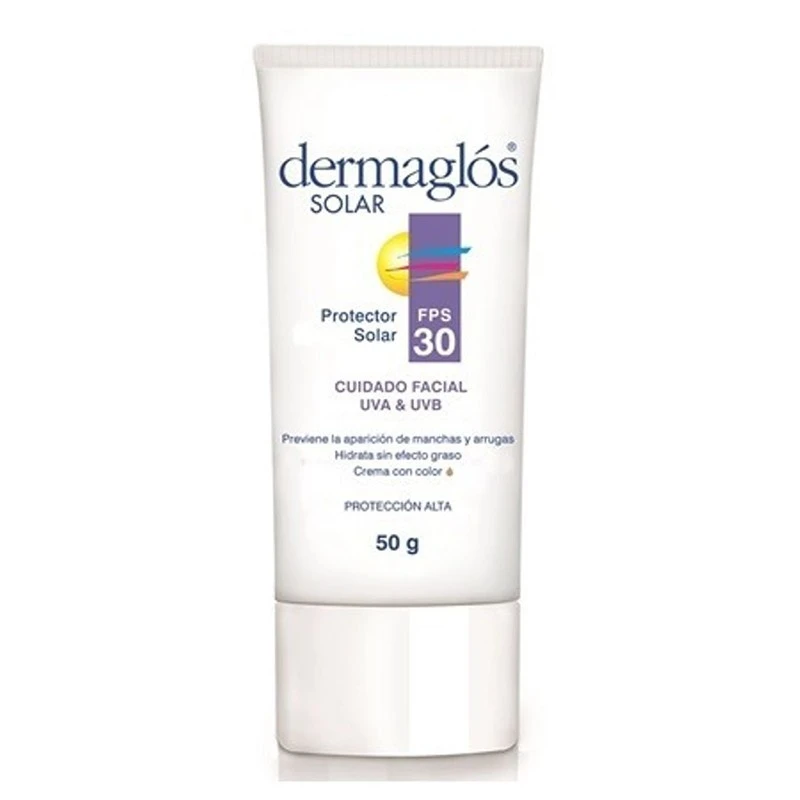 dermaglós®
SOLAR
Protector
Solar
FPS
30
CUIDADO FACIAL
UVA & UVB
Previene la aparición de manchas y arrugas
Hidrata sin efecto graso
Crema con color
PROTECCIÓN ALTA
50 g